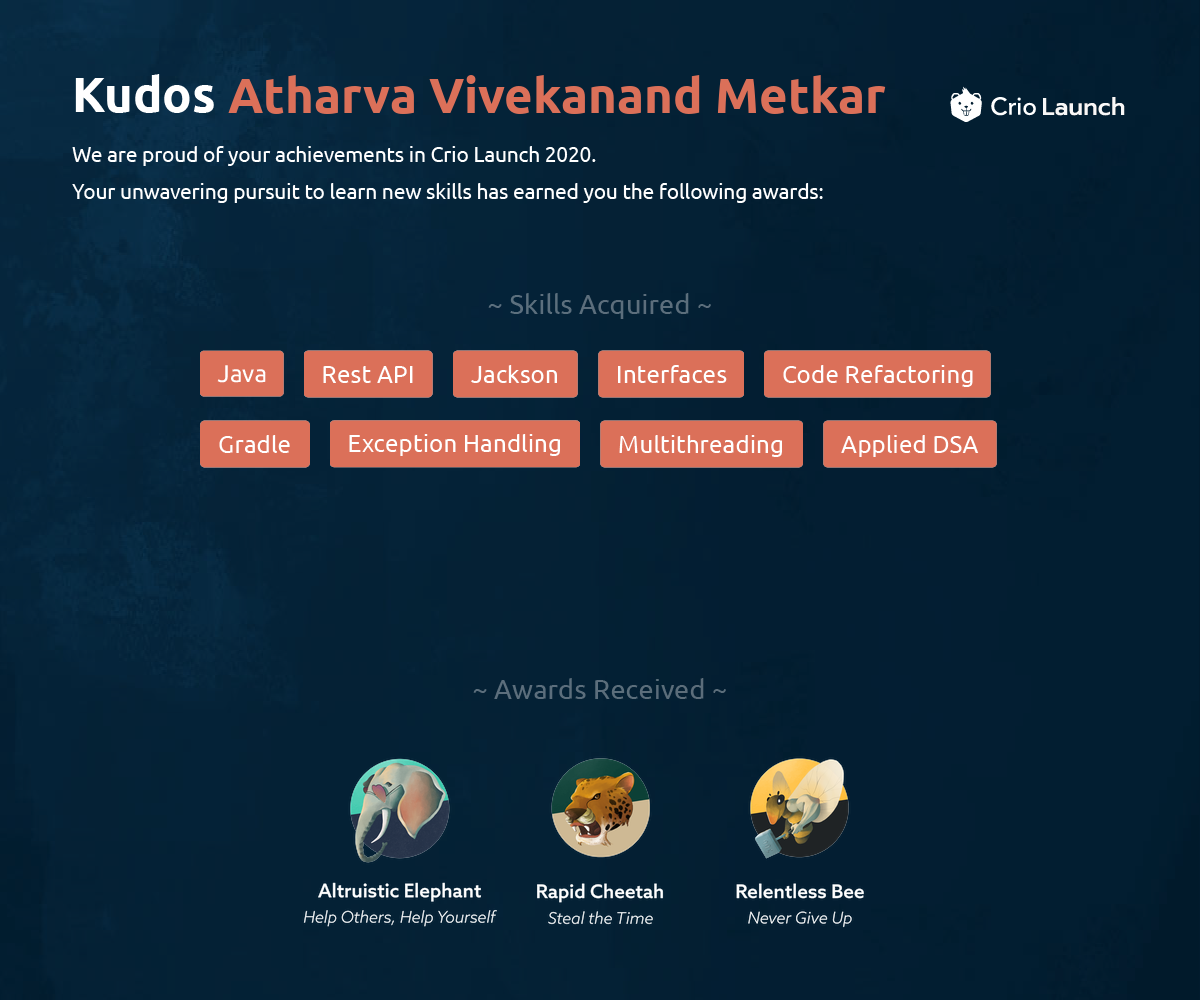 Kudos Atharva Vivekanand Metkar
Crio Launch
We are proud of your achievements in Crio Launch 2020.
Your unwavering pursuit to learn new skills has earned you the following awards:
~ Skills Acquired ~
Java Rest API Jackson Interfaces Code Refactoring
Gradle Exception Handling Multithreading Applied DSA
~ Awards Received ~
Altruistic Elephant Rapid Cheetah Relentless Bee
Help Others, Help Yourself Steal the Time Never Give Up